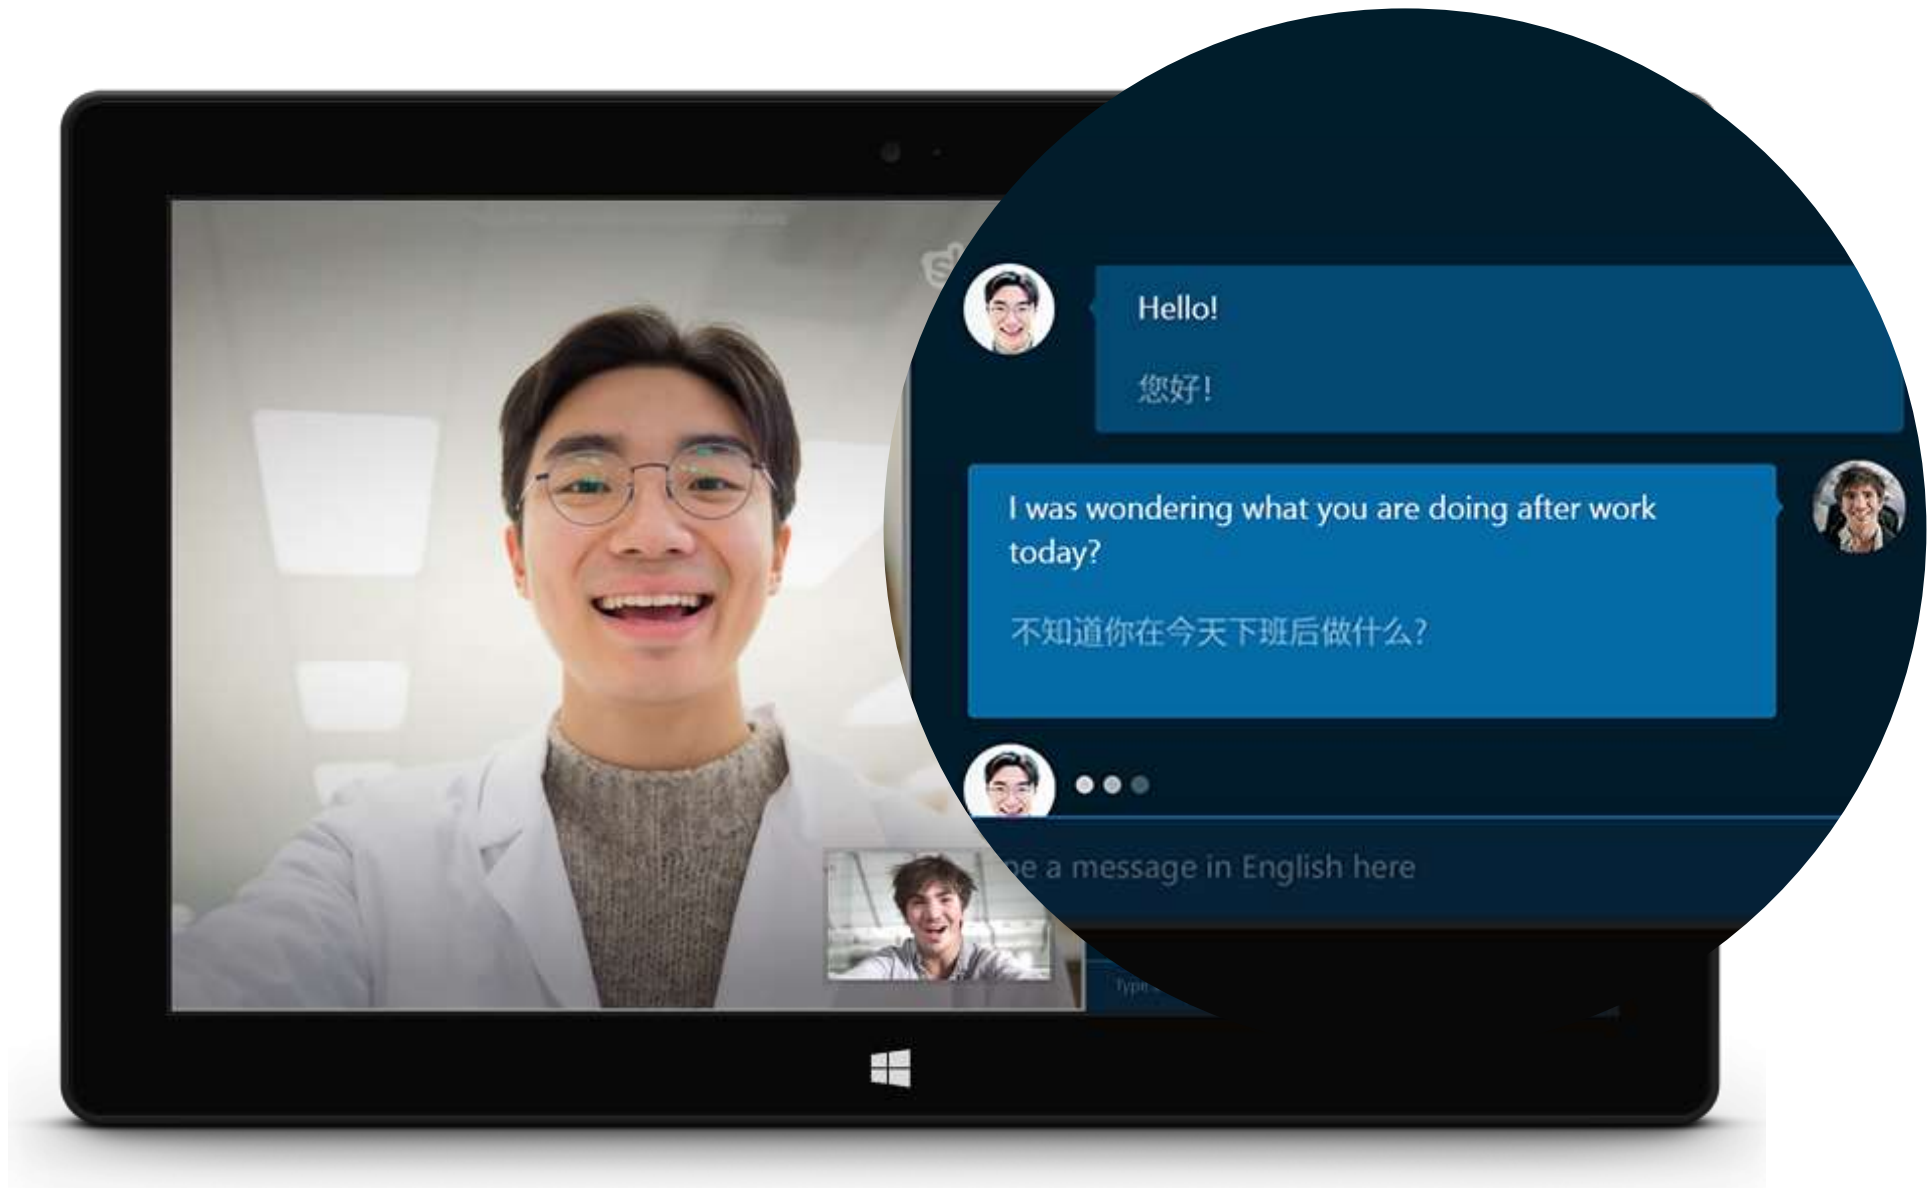 Hello!
您好!
I was wondering what you are doing after work
today?
不知道你在今天下班后做什么?
a message in English here
Type